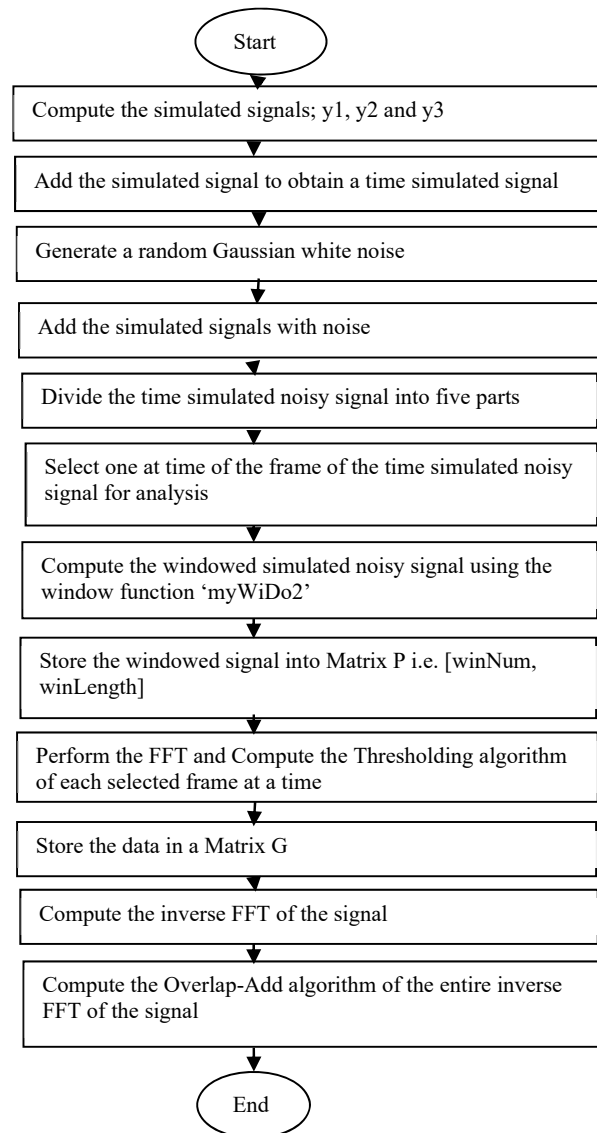 Start
Compute the simulated signals; y1, y2 and y3
Add the simulated signal to obtain a time simulated signal
Generate a random Gaussian white noise
Add the simulated signals with noise
Divide the time simulated noisy signal into five parts
Select one at time of the frame of the time simulated noisy
signal for analysis
Compute the windowed simulated noisy signal using the
window function ‘myWiDo2’
Store the windowed signal into Matrix P i.e. [winNum,
winLength]
Perform the FFT and Compute the Thresholding algorithm
of each selected frame at a time
Store the data in a Matrix G
Compute the inverse FFT of the signal
Compute the Overlap-Add algorithm of the entire inverse
FFT of the signal
End